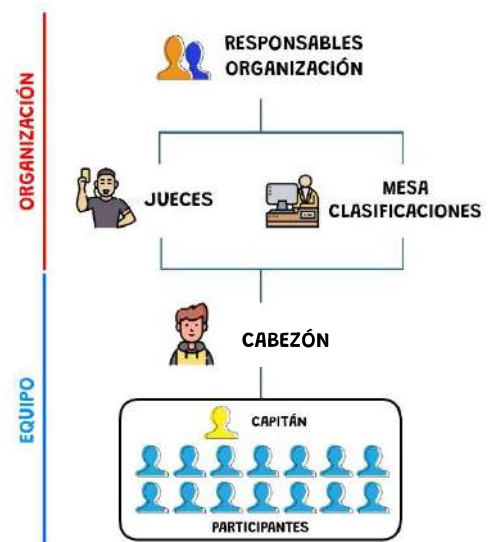 ORGANIZACIÓN
RESPONSABLES
ORGANIZACIÓN
JUECES
MESA
CLASIFICACIONES
EQUIPO
CABEZÓN
CAPITÁN
PARTICIPANTES